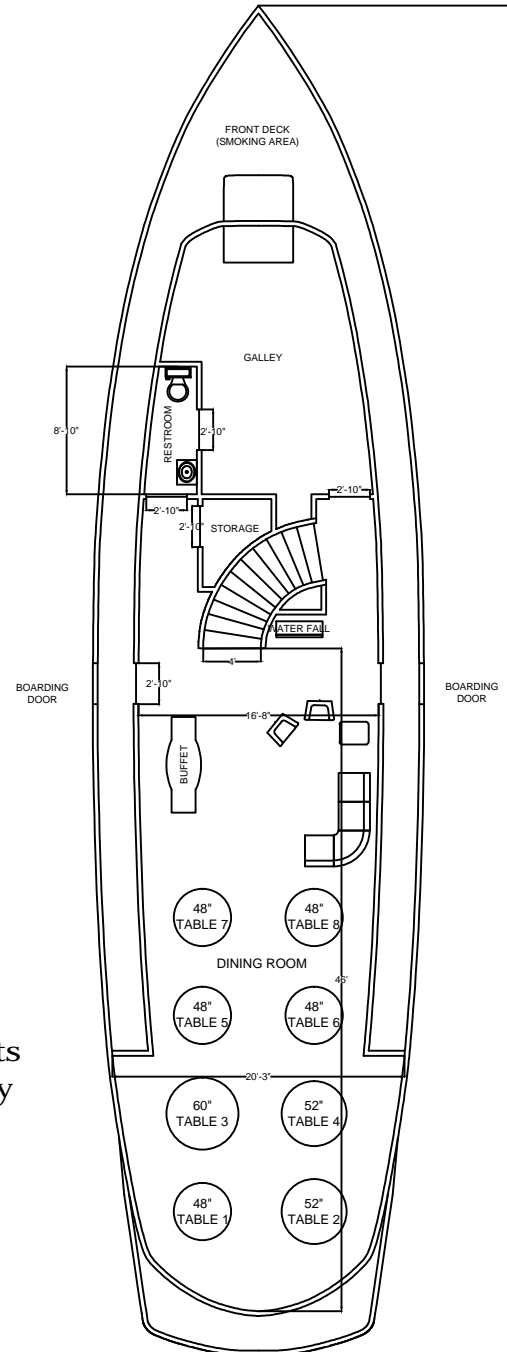 FRONT DECK
(SMOKING AREA)
GALLEY
8'-10"
RESTROOM
2'-10"
2'-10"
2'-10"
2'-10"
STORAGE
WATER FALL
4'
BOARDING
DOOR
2'-10"
BOARDING
DOOR
16'-8"
BUFFET
48"
TABLE 7
48"
TABLE 8
DINING ROOM
46'
48"
TABLE 5
48"
TABLE 6
ts
y
20'-3"
60"
TABLE 3
52"
TABLE 4
48"
TABLE 1
52"
TABLE 2